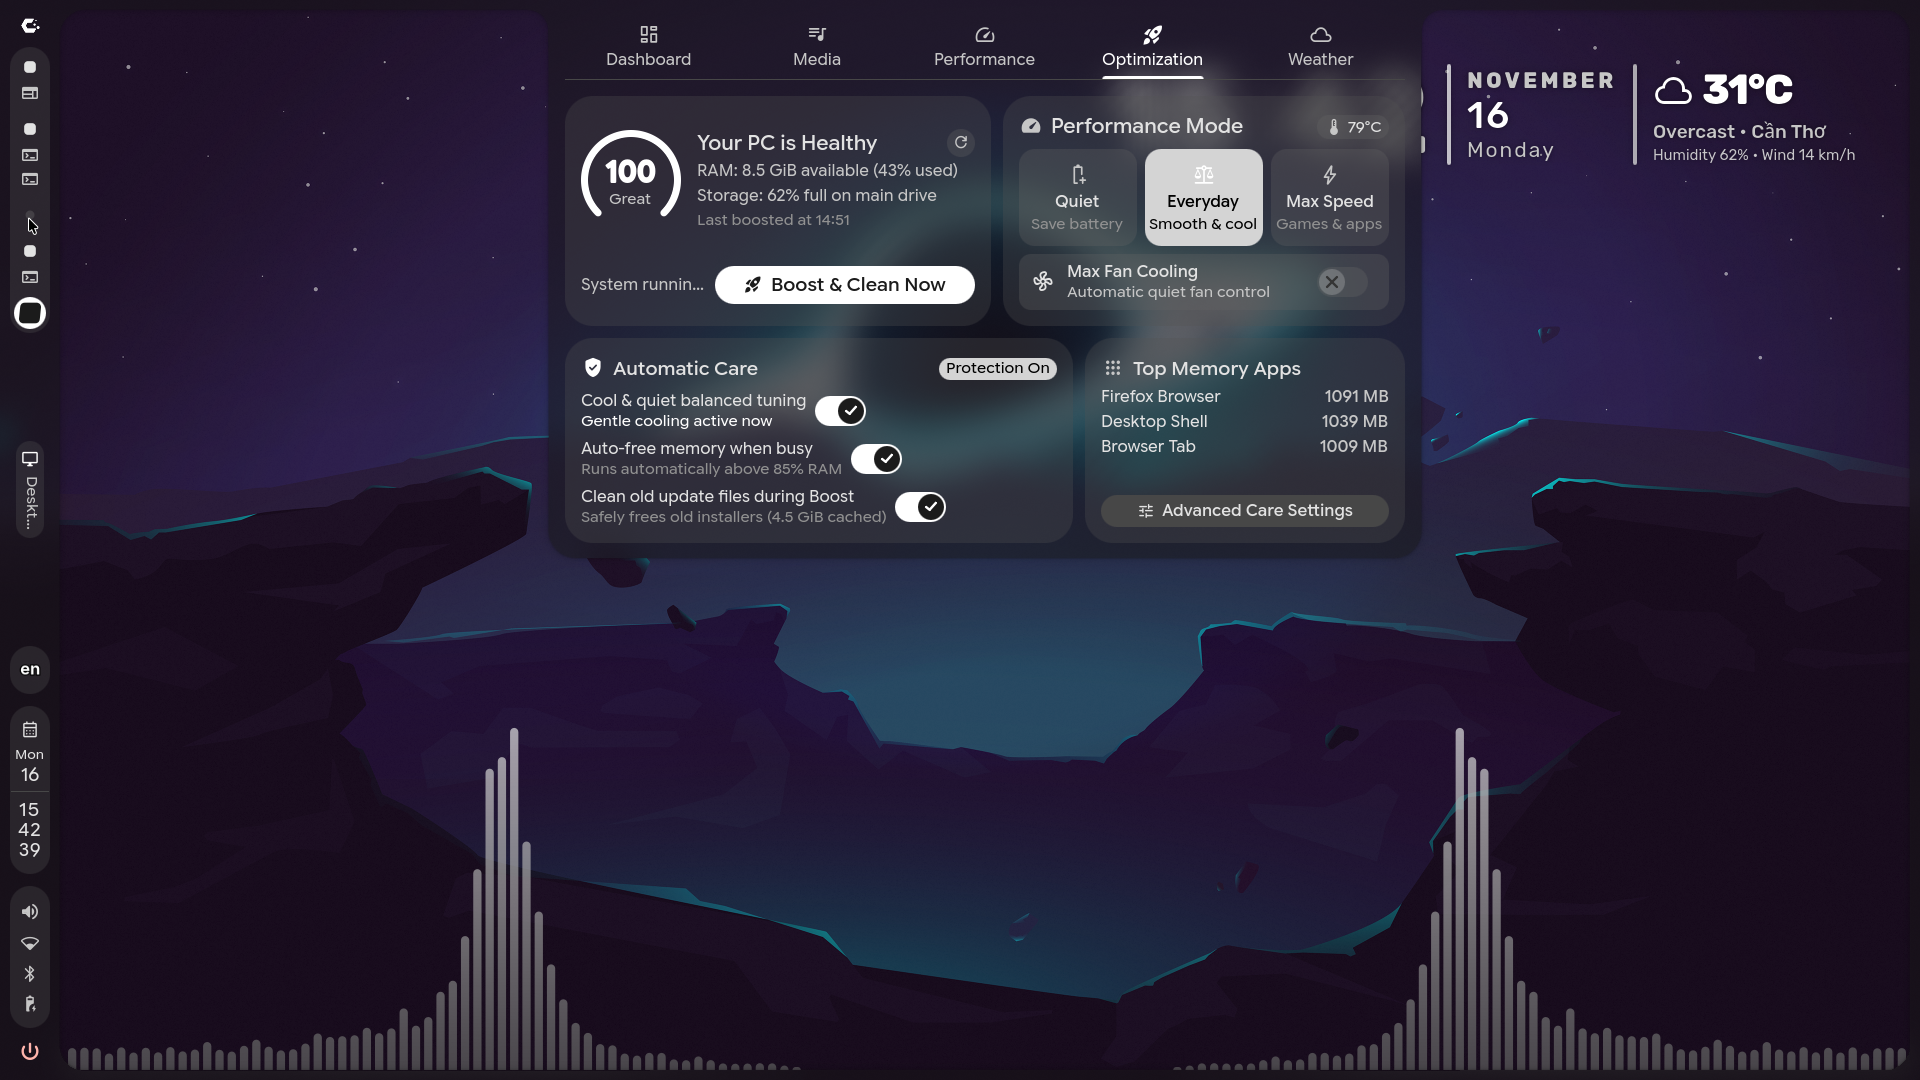 Dashboard
Media
Performance
Optimization
Weather
100
Great
Your PC is Healthy
RAM: 8.5 GiB available (43% used)
Storage: 62% full on main drive
Last boosted at 14:51
System runnin...
Boost & Clean Now
Performance Mode
79°C
Quiet
Save battery
Everyday
Smooth & cool
Max Speed
Games & apps
Max Fan Cooling
Automatic quiet fan control
Automatic Care
Protection On
Cool & quiet balanced tuning
Gentle cooling active now
Auto-free memory when busy
Runs automatically above 85% RAM
Clean old update files during Boost
Safely frees old installers (4.5 GiB cached)
Top Memory Apps
Firefox Browser 1091 MB
Desktop Shell 1039 MB
Browser Tab 1009 MB
Advanced Care Settings
NOVEMBER
16
Monday
31°C
Overcast • Cần Thơ
Humidity 62% • Wind 14 km/h
Deskt...
en
Mon
16
15
42
39